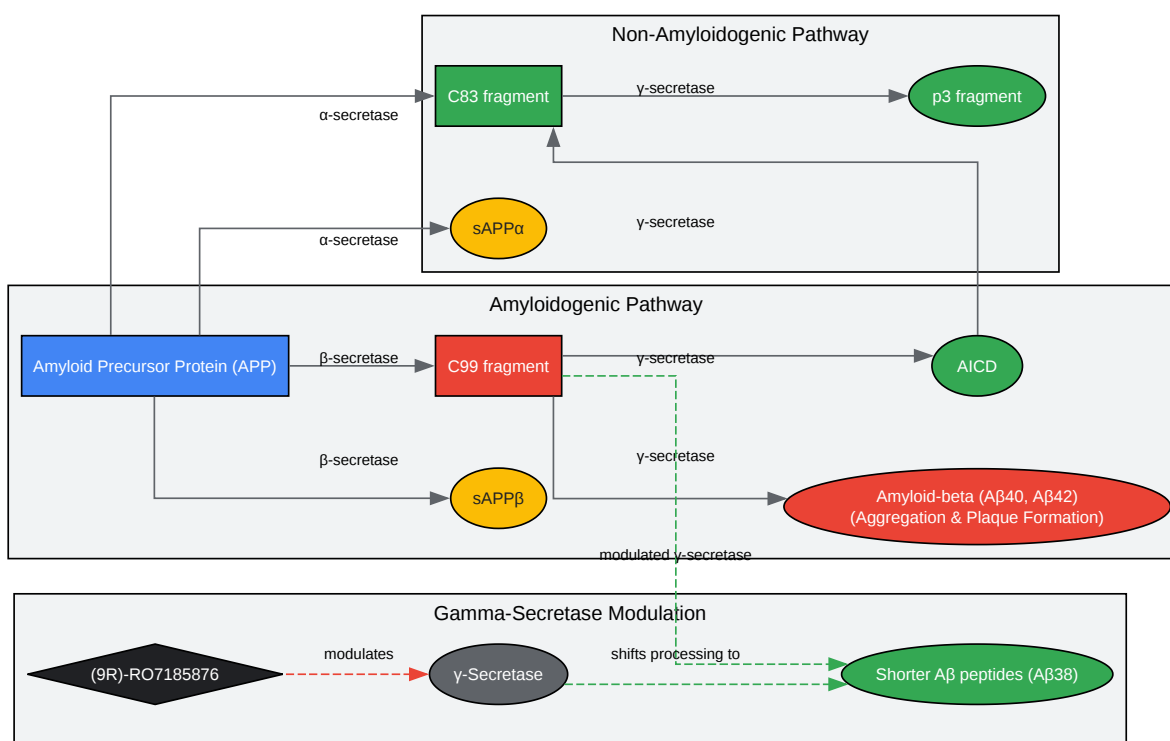 Non-Amyloidogenic Pathway
C83 fragment
γ-secretase
p3 fragment
α-secretase
sAPPα
γ-secretase
α-secretase
Amyloidogenic Pathway
Amyloid Precursor Protein (APP)
β-secretase
C99 fragment
γ-secretase
AICD
β-secretase
γ-secretase
sAPPβ
Amyloid-beta (Aβ40, Aβ42)
(Aggregation & Plaque Formation)
modulated γ-secretase
Gamma-Secretase Modulation
(9R)-RO7185876
modulates
γ-Secretase
shifts processing to
Shorter Aβ peptides (Aβ38)